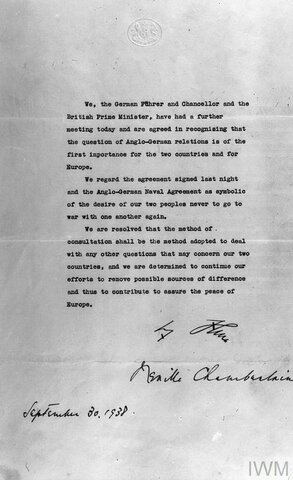 We, the German Führer and Chancellor and the
British Prime Minister, have had a further
meeting today and are agreed in recognising that
the question of Anglo-German relations is of the
first importance for the two countries and for
Europe.
We regard the agreement signed last night
and the Anglo-German Naval Agreement as symbolic
of the desire of our two peoples never to go to
war with one another again.
We are resolved that the method of
consultation shall be the method adopted to deal
with any other questions that may concern our two
countries, and we are determined to continue our
efforts to remove possible sources of difference
and thus to contribute to assure the peace of
Europe.
Neville Chamberlain
September 30, 1938.
© IWM